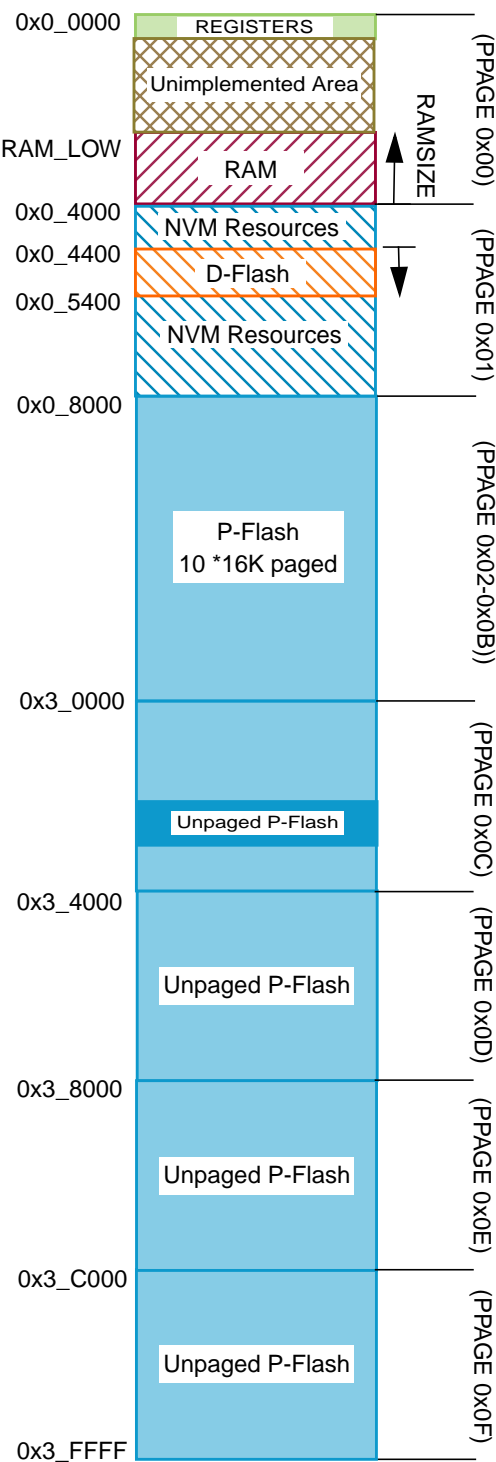 0x0_0000
REGISTERS
Unimplemented Area
(PPAGE 0x00)
RAMSIZE
RAM_LOW
RAM
0x0_4000
NVM Resources
0x0_4400
D-Flash
(PPAGE 0x01)
0x0_5400
NVM Resources
0x0_8000
P-Flash
10 *16K paged
(PPAGE 0x02-0x0B))
0x3_0000
Unpaged P-Flash
(PPAGE 0x0C)
0x3_4000
Unpaged P-Flash
(PPAGE 0x0D)
0x3_8000
Unpaged P-Flash
(PPAGE 0x0E)
0x3_C000
Unpaged P-Flash
(PPAGE 0x0F)
0x3_FFFF